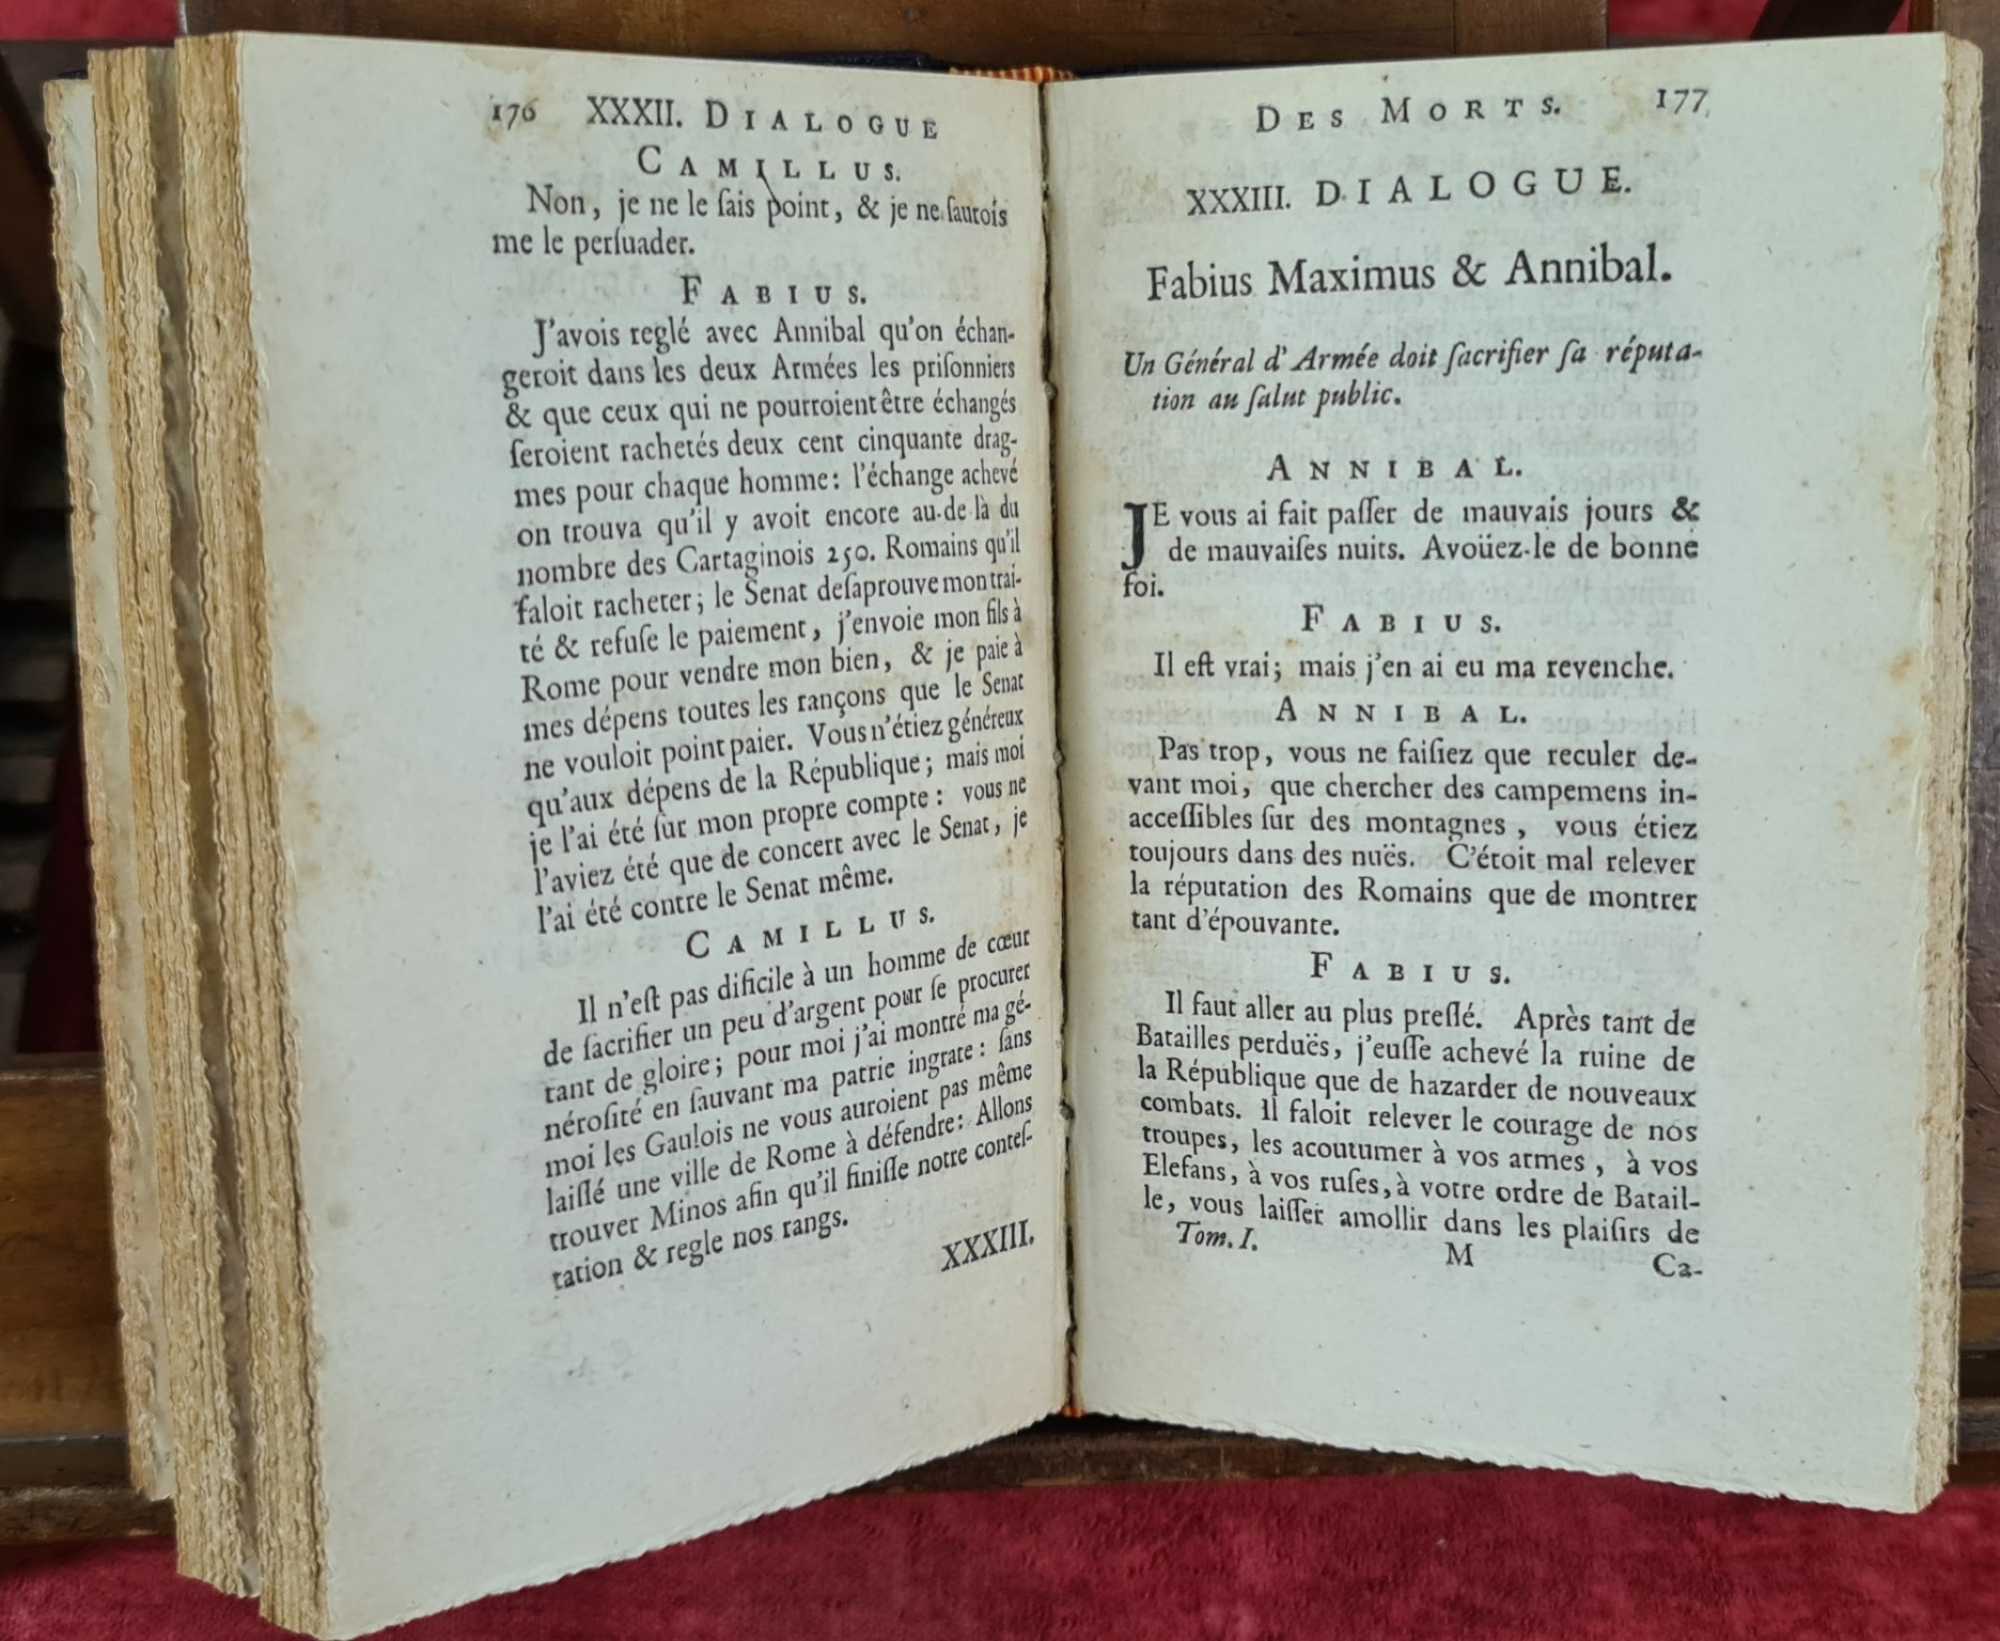 176 XXXII. DIALOGUE
CAMILLUS.
Non, je ne le ſais point, & je ne ſautois
me le perſuader.
FABIUS.
J'avois reglé avec Annibal qu'on échan-
geroit dans les deux Armées les priſonniers
& que ceux qui ne pourroient être échangés
ſeroient rachetés deux cent cinquante drag-
mes pour chaque homme: l'échange achevé
on trouva qu'il y avoit encore au-de-là du
nombre des Cartaginois 250. Romains qu'il
faloit racheter; le Senat deſaprouve mon trai-
té & refuſe le paiement, j'envoie mon fils à
Rome pour vendre mon bien, & je paie à
mes dépens toutes les rançons que le Senat
ne vouloit point paier. Vous n'étiez généreux
qu'aux dépens de la République; mais moi
je l'ai été ſur mon propre compte: vous ne
l'aviez été que de concert avec le Senat, je
l'ai été contre le Senat même.
CAMILLUS.
Il n'eſt pas dificile à un homme de cœur
de ſacrifier un peu d'argent pour ſe procurer
tant de gloire; pour moi j'ai montré ma gé-
néroſité en ſauvant ma patrie ingrate: ſans
moi les Gaulois ne vous auroient pas même
laiſſé une ville de Rome à défendre: Allons
trouver Minos afin qu'il finiſſe notre conteſ-
tation & regle nos rangs.
XXXIII.
DES MORTS. 177
XXXIII. DIALOGUE.
Fabius Maximus & Annibal.
Un Général d'Armée doit ſacrifier ſa réputa-
tion au ſalut public.
ANNIBAL.
JE vous ai fait paſſer de mauvais jours &
de mauvaiſes nuits. Avoüez-le de bonne
foi.
FABIUS.
Il eſt vrai; mais j'en ai eu ma revenche.
ANNIBAL.
Pas trop, vous ne faiſiez que reculer de-
vant moi, que chercher des campemens in-
acceſſibles ſur des montagnes, vous étiez
toujours dans des nuës. C'étoit mal relever
la réputation des Romains que de montrer
tant d'épouvante.
FABIUS.
Il faut aller au plus preſſé. Après tant de
Batailles perduës, j'euſſe achevé la ruine de
la République que de hazarder de nouveaux
combats. Il faloit relever le courage de nos
troupes, les acoutumer à vos armes, à vos
Elefans, à vos ruſes, à votre ordre de Batail-
le, vous laiſſer amollir dans les plaiſirs de
Tom. I. M Ca-